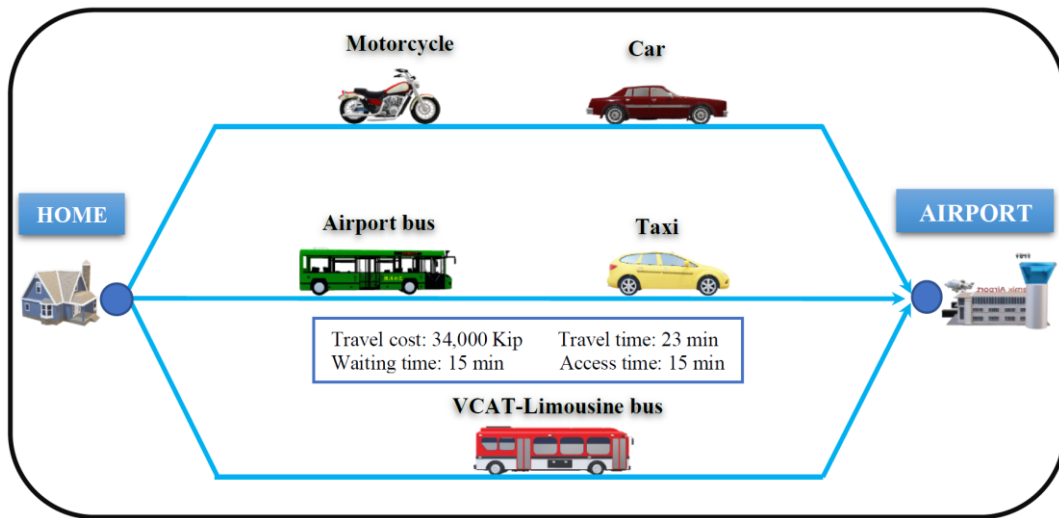 Motorcycle
Car
HOME
AIRPORT
Airport bus
Taxi
Travel cost: 34,000 Kip
Travel time: 23 min
Waiting time: 15 min
Access time: 15 min
VCAT-Limousine bus